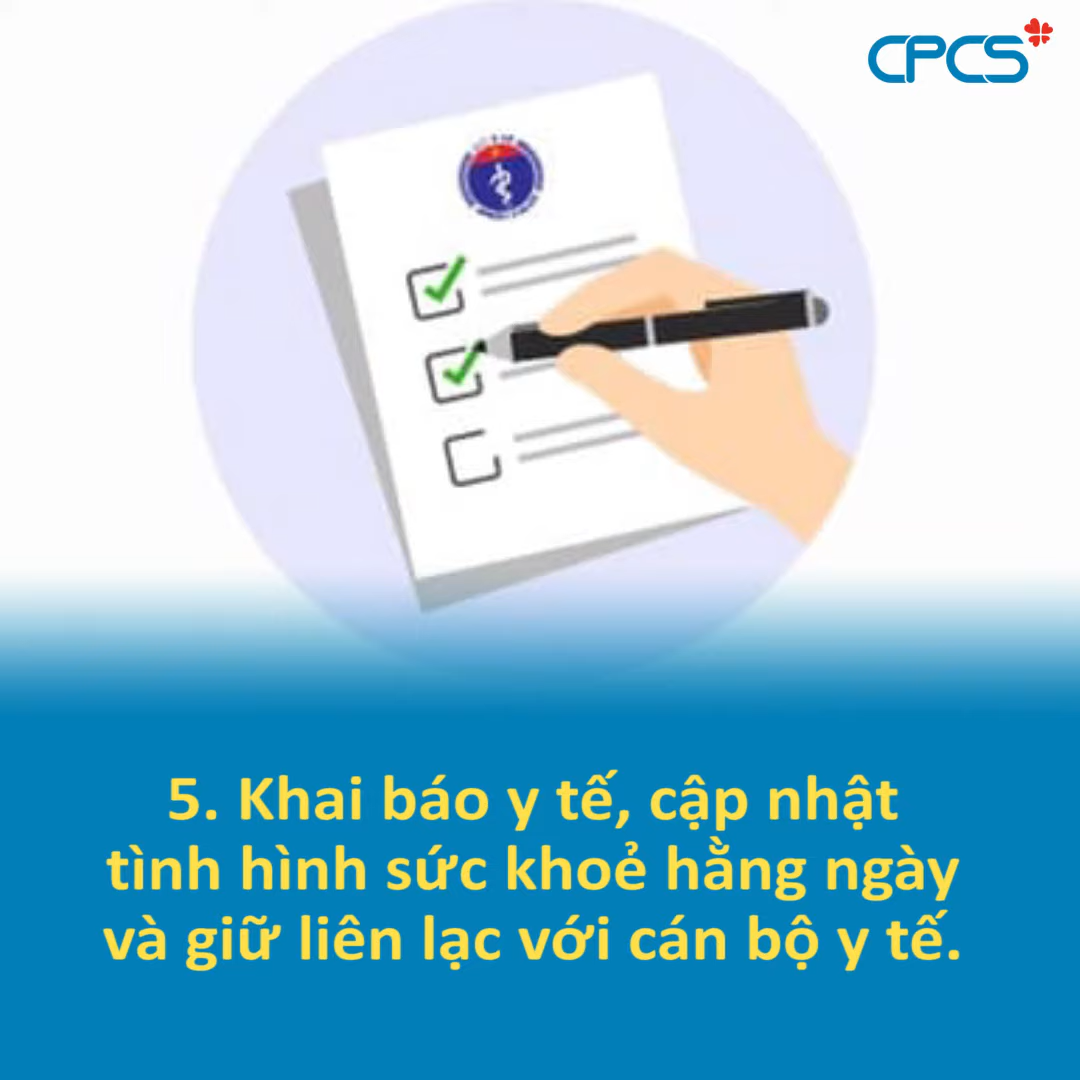 CPCS
5. Khai báo y tế, cập nhật
tình hình sức khoẻ hằng ngày
và giữ liên lạc với cán bộ y tế.